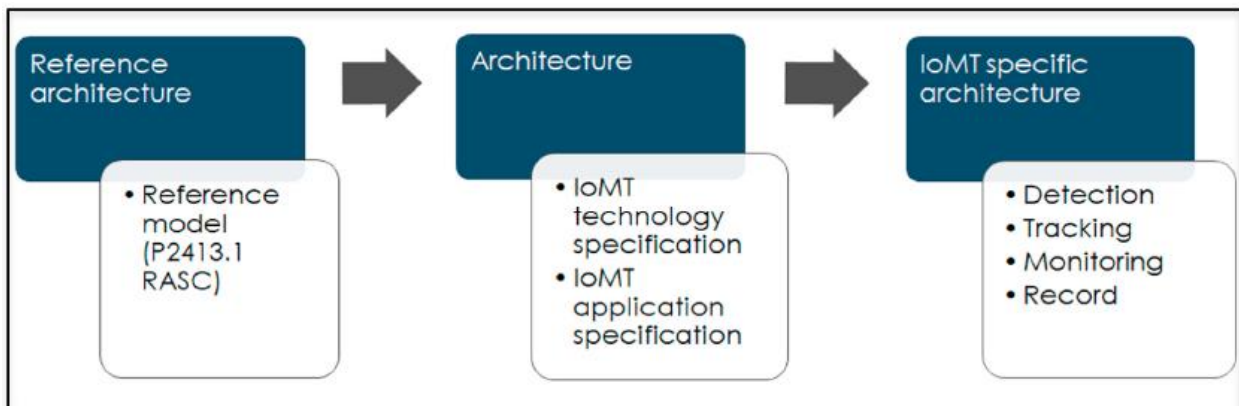 Reference
architecture
• Reference
model
(P2413.1
RASC)
Architecture
• IoMT
technology
specification
• IoMT
application
specification
IoMT specific
architecture
• Detection
• Tracking
• Monitoring
• Record